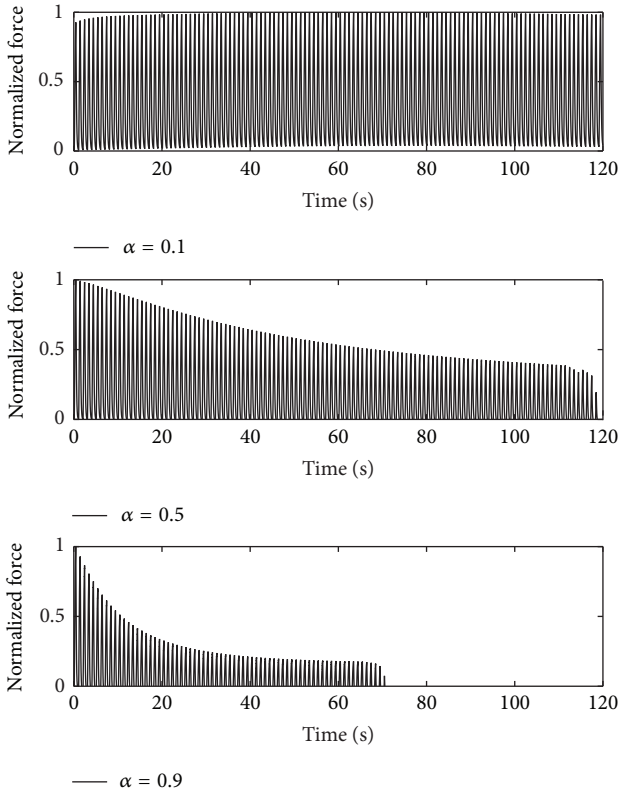 Normalized force
1
0.5
0
0 20 40 60 80 100 120
Time (s)
α = 0.1
Normalized force
1
0.5
0
0 20 40 60 80 100 120
Time (s)
α = 0.5
Normalized force
1
0.5
0
0 20 40 60 80 100 120
Time (s)
α = 0.9